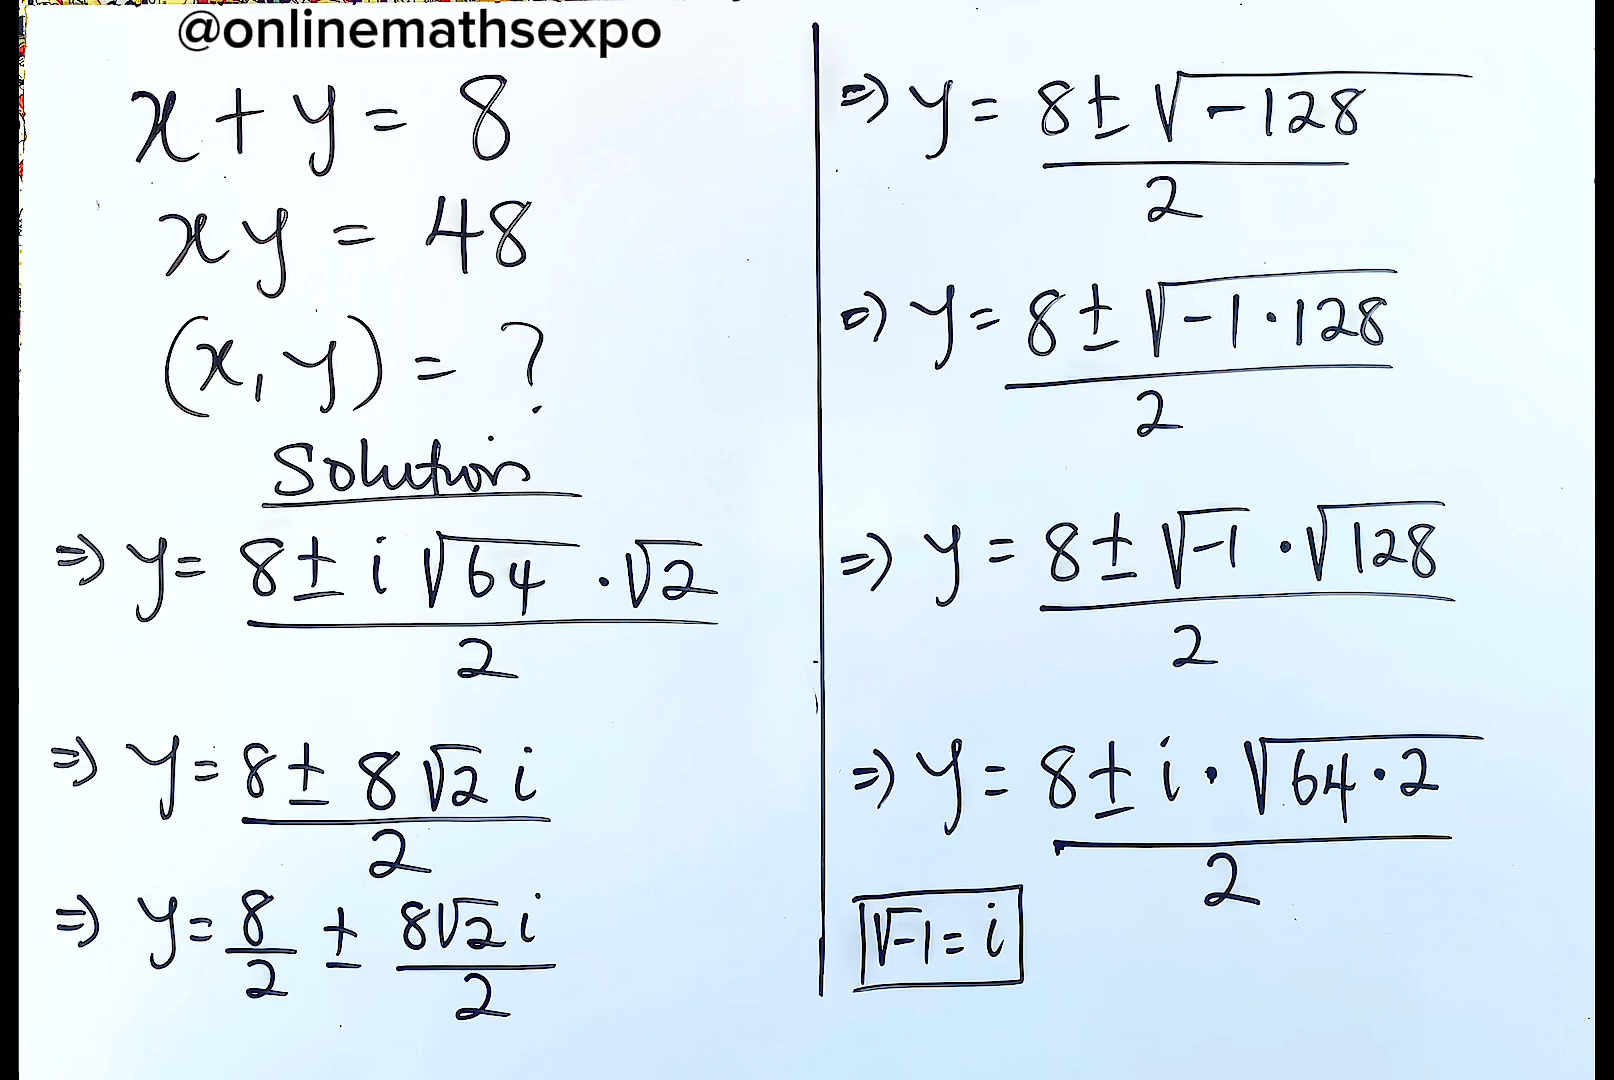 @onlinemathsexpo
x + y = 8
xy = 48
(x, y) = ?
Solution
⇒ y = (8 ± i √64 · √2) / 2
⇒ y = (8 ± 8√2 i) / 2
⇒ y = 8/2 ± 8√2 i / 2
⇒ y = (8 ± √-128) / 2
⇒ y = (8 ± √-1 · 128) / 2
⇒ y = (8 ± √-1 · √128) / 2
⇒ y = (8 ± i · √64 · 2) / 2
√-1 = i